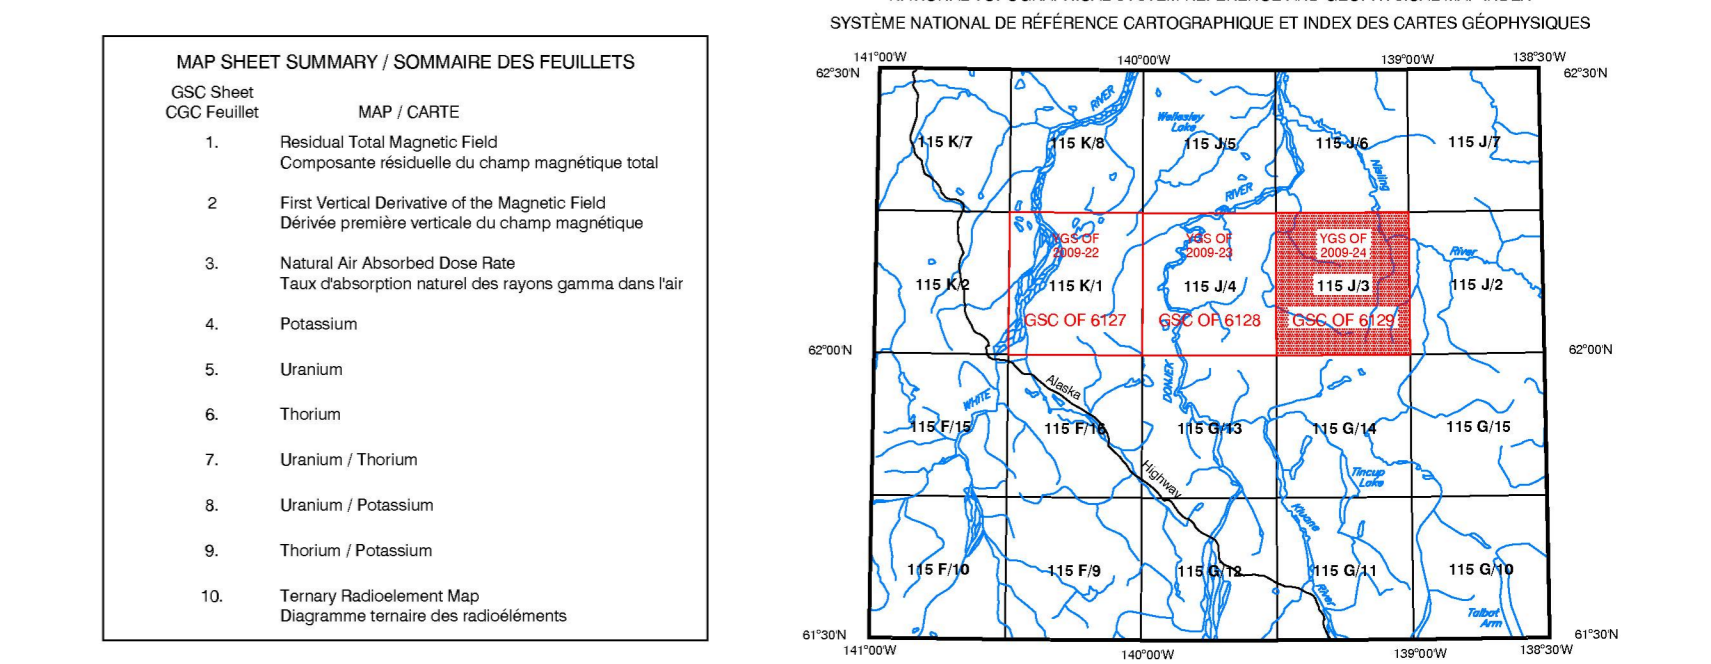 MAP SHEET SUMMARY / SOMMAIRE DES FEUILLETS
GSC Sheet
CGC Feuillet MAP / CARTE
1. Residual Total Magnetic Field
Composante résiduelle du champ magnétique total
2 First Vertical Derivative of the Magnetic Field
Dérivée première verticale du champ magnétique
3. Natural Air Absorbed Dose Rate
Taux d'absorption naturel des rayons gamma dans l'air
4. Potassium
5. Uranium
6. Thorium
7. Uranium / Thorium
8. Uranium / Potassium
9. Thorium / Potassium
10. Ternary Radioelement Map
Diagramme ternaire des radioéléments
SYSTÈME NATIONAL DE RÉFÉRENCE CARTOGRAPHIQUE ET INDEX DES CARTES GÉOPHYSIQUES
141°00'W 140°00'W 139°00'W 138°30'W
62°30'N 62°30'N
RIVER
Wellesley
Lake
115 K/7 115 K/8 115 J/5 115 J/6 115 J/7
Nisling
RIVER
YGS OF YGS OF YGS OF
2009-22 2009-23 2009-24
River
115 K/2 115 K/1 115 J/4 115 J/3 115 J/2
GSC OF 6127 GSC OF 6128 GSC OF 6129
62°00'N 62°00'N
Alaska
DONJEK
WHITE
115 F/15 115 F/16 115 G/13 115 G/14 115 G/15
Highway
Tincup
Lake
Kluane
115 F/10 115 F/9 115 G/12 115 G/11 115 G/10
River
Talbot
Arm
61°30'N 61°30'N
141°00'W 140°00'W 139°00'W 138°30'W